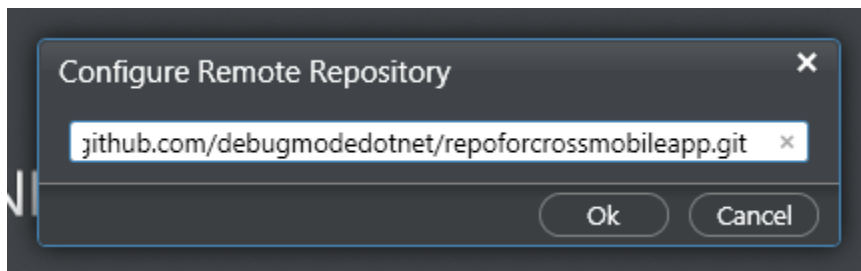 Configure Remote Repository
github.com/debugmodedotnet/repoforcrossmobileapp.git
Ok
Cancel